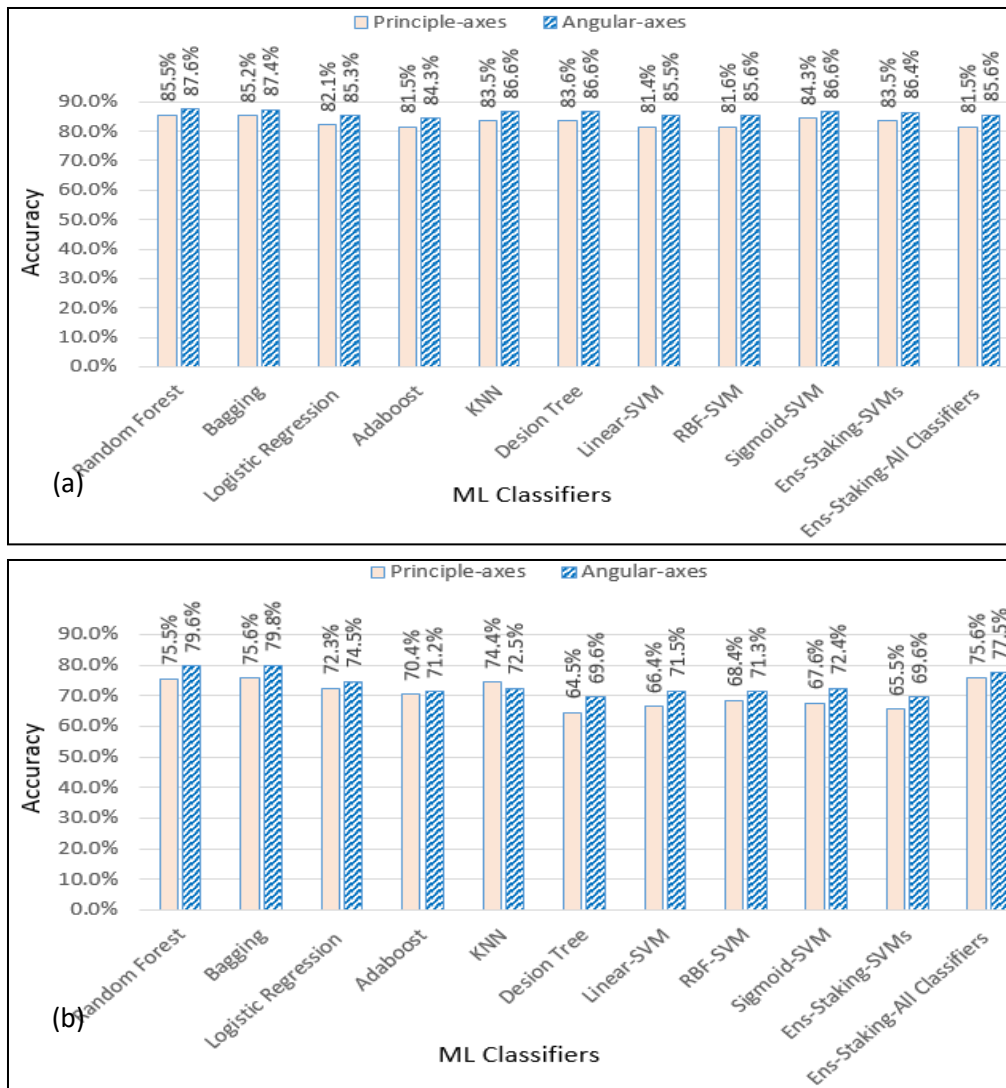 Principle-axes Angular-axes
85.5% 87.6% 85.2% 87.4% 82.1% 85.3% 81.5% 84.3% 83.5% 86.6% 83.6% 86.6% 81.4% 85.5% 81.6% 85.6% 84.3% 86.6% 83.5% 86.4% 81.5% 85.6%
90.0%
80.0%
70.0%
60.0%
50.0%
40.0%
30.0%
20.0%
10.0%
0.0%
Accuracy
Random Forest
Bagging
Logistic Regression
Adaboost
KNN
Desion Tree
Linear-SVM
RBF-SVM
Sigmoid-SVM
Ens-Staking-SVMs
Ens-Staking-All Classifiers
(a)
ML Classifiers
Principle-axes Angular-axes
75.5% 79.6% 75.6% 79.8% 72.3% 74.5% 70.4% 71.2% 74.4% 72.5% 64.5% 69.6% 66.4% 71.5% 68.4% 71.3% 67.6% 72.4% 65.5% 69.6% 75.6% 77.5%
90.0%
80.0%
70.0%
60.0%
50.0%
40.0%
30.0%
20.0%
10.0%
0.0%
Accuracy
Random Forest
Bagging
Logistic Regression
Adaboost
KNN
Desion Tree
Linear-SVM
RBF-SVM
Sigmoid-SVM
Ens-Staking-SVMs
Ens-Staking-All Classifiers
(b)
ML Classifiers